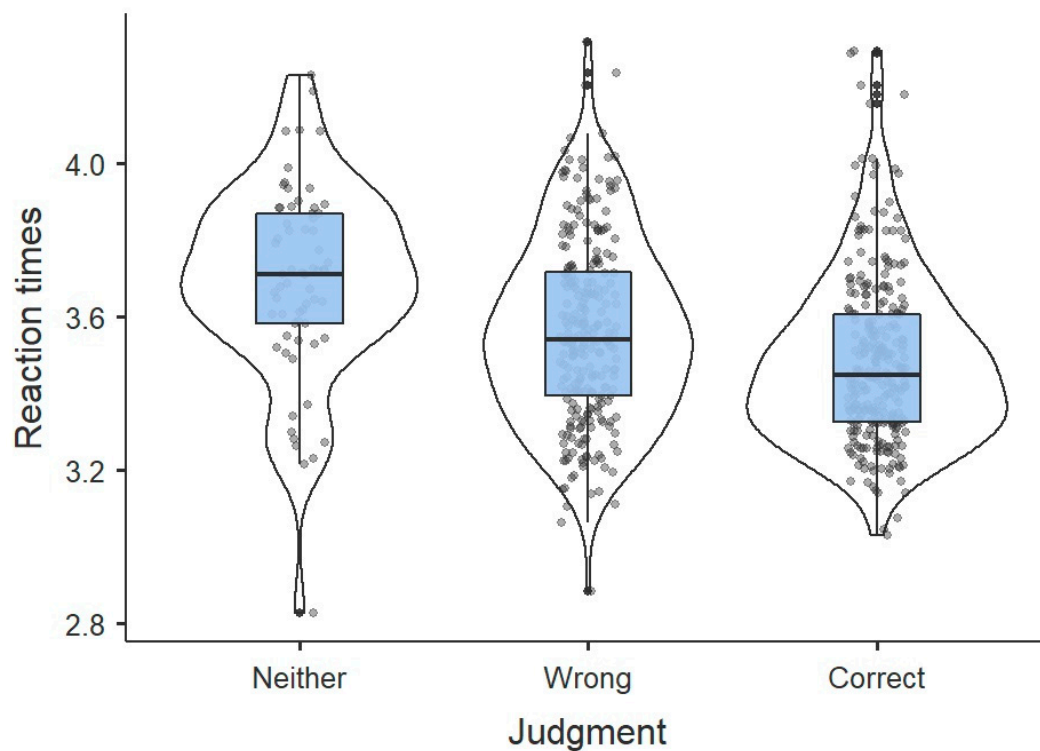 Reaction times
4.0
3.6
3.2
2.8
Neither
Wrong
Correct
Judgment